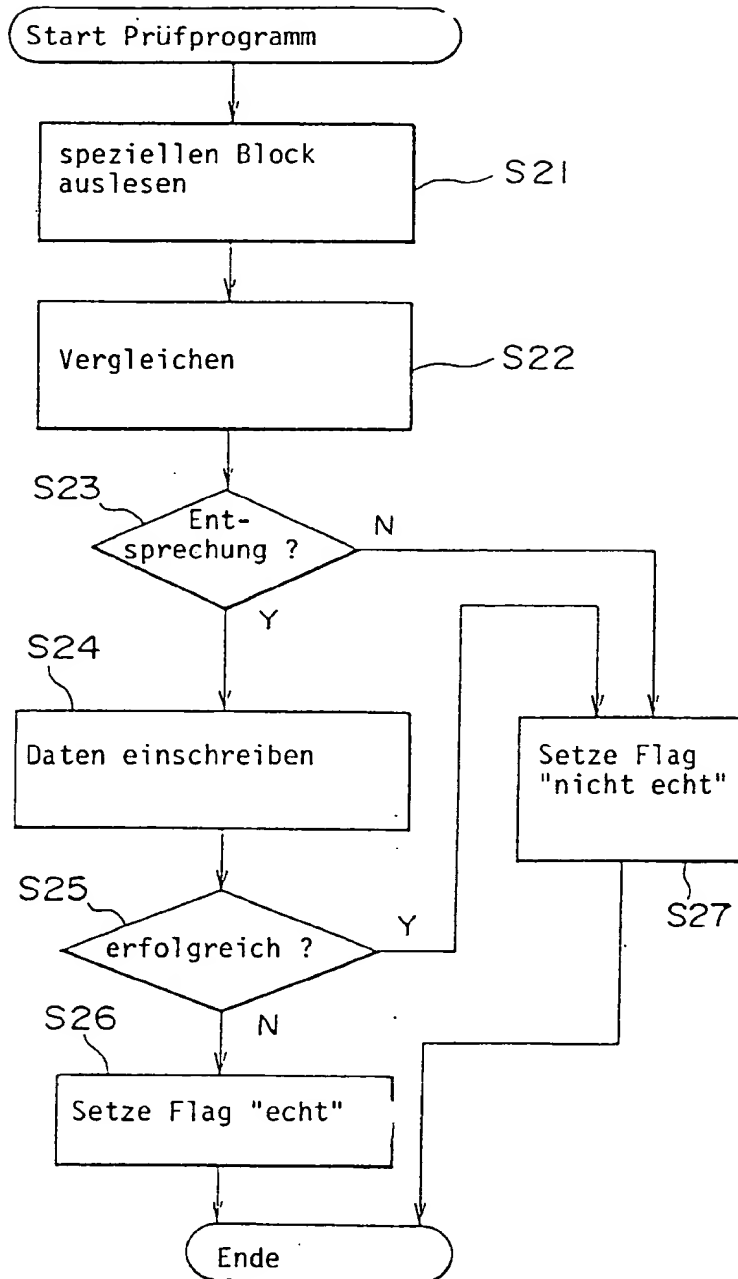 Start Prüfprogramm
speziellen Block
auslesen
S21
Vergleichen
S22
S23
Ent-
sprechung ?
N
Y
S24
Daten einschreiben
Setze Flag
"nicht echt"
S27
S25
erfolgreich ?
Y
N
S26
Setze Flag "echt"
Ende